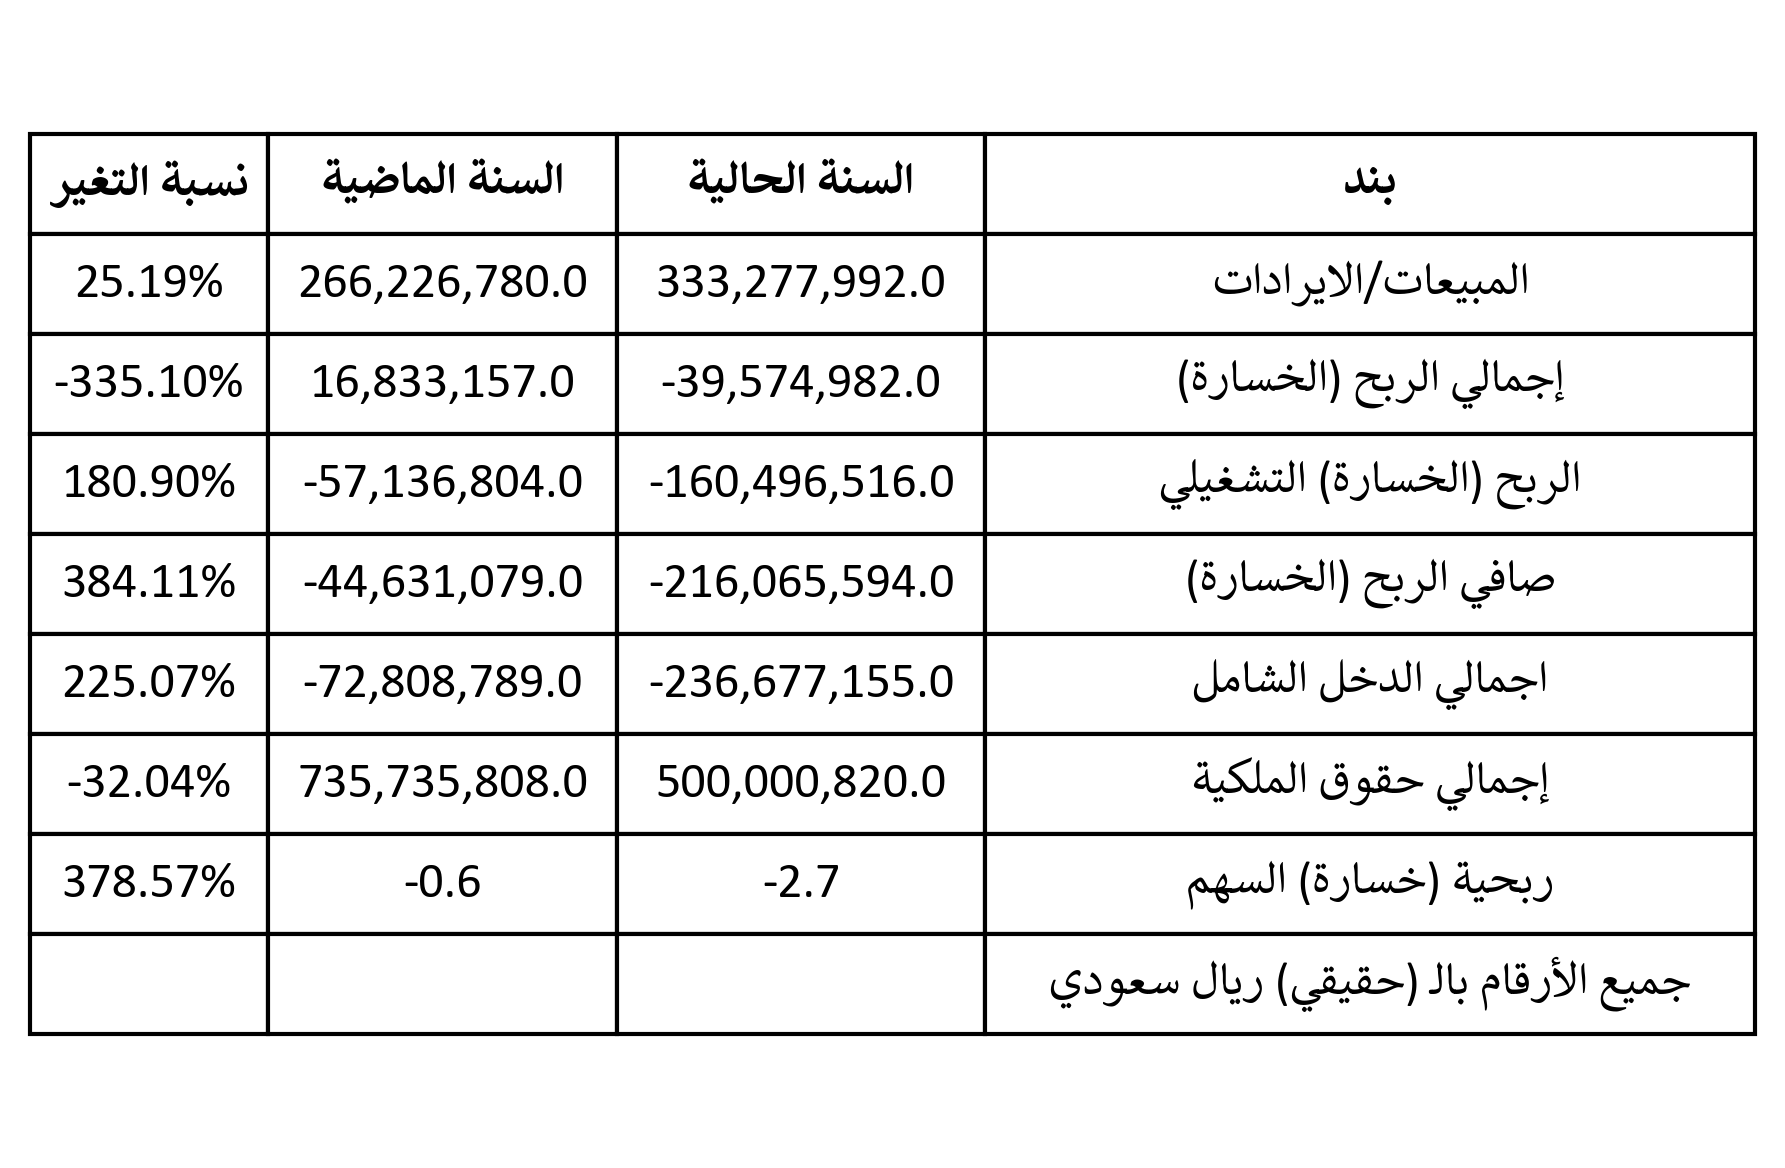 بند السنة الحالية السنة الماضية نسبة التغير
المبيعات/الايرادات 333,277,992.0 266,226,780.0 25.19%
إجمالي الربح (الخسارة) -39,574,982.0 16,833,157.0 -335.10%
الربح (الخسارة) التشغيلي -160,496,516.0 -57,136,804.0 180.90%
صافي الربح (الخسارة) -216,065,594.0 -44,631,079.0 384.11%
اجمالي الدخل الشامل -236,677,155.0 -72,808,789.0 225.07%
إجمالي حقوق الملكية 500,000,820.0 735,735,808.0 -32.04%
ربحية (خسارة) السهم -2.7 -0.6 378.57%
جميع الأرقام بالـ (حقيقي) ريال سعودي